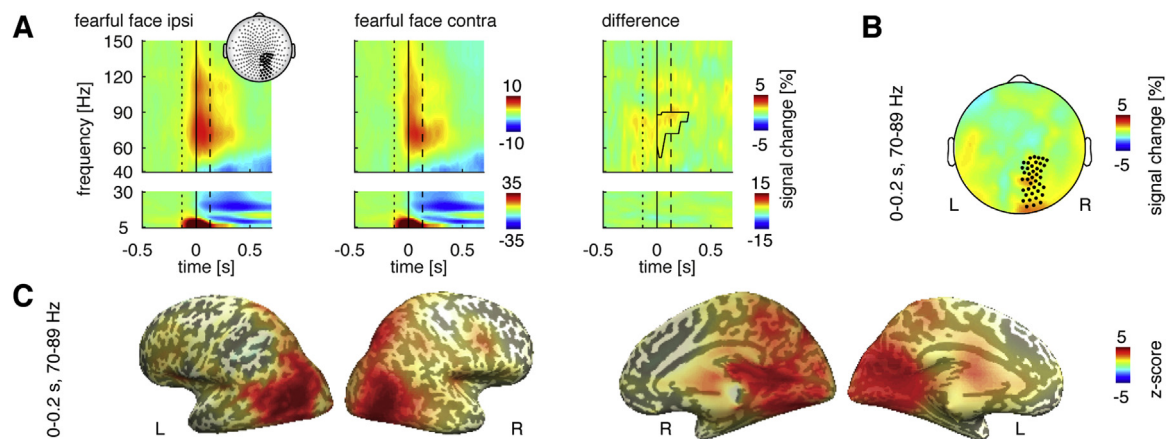 A
fearful face ipsi
fearful face contra
difference
B
frequency [Hz]
150
120
90
60
40
30
5
-0.5 0 0.5
time [s]
10
-10
35
-35
-0.5 0 0.5
time [s]
5
-5
15
-15
signal change [%]
-0.5 0 0.5
time [s]
0-0.2 s, 70-89 Hz
L R
5
-5
signal change [%]
C
0-0.2 s, 70-89 Hz
L R
R L
5
-5
z-score